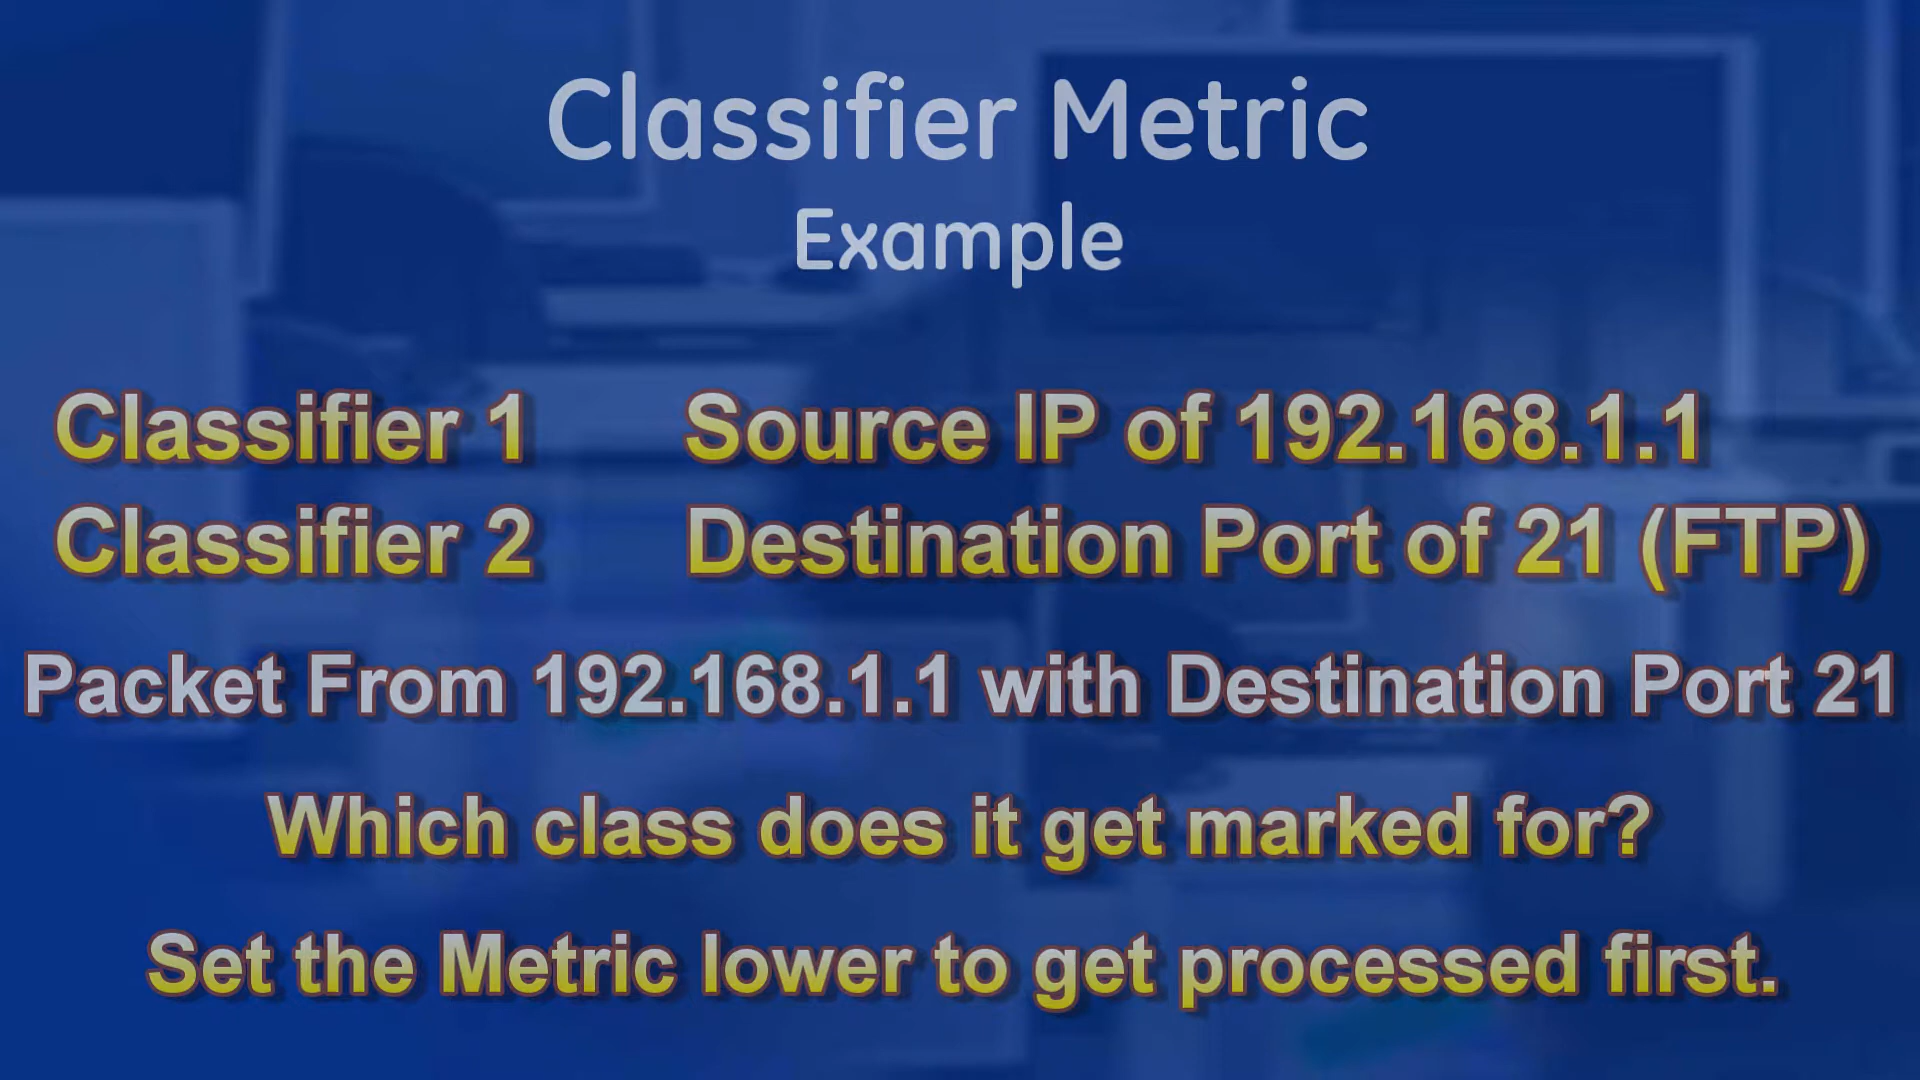 Classifier Metric
Example
Classifier 1 Source IP of 192.168.1.1
Classifier 2 Destination Port of 21 (FTP)
Packet From 192.168.1.1 with Destination Port 21
Which class does it get marked for?
Set the Metric lower to get processed first.